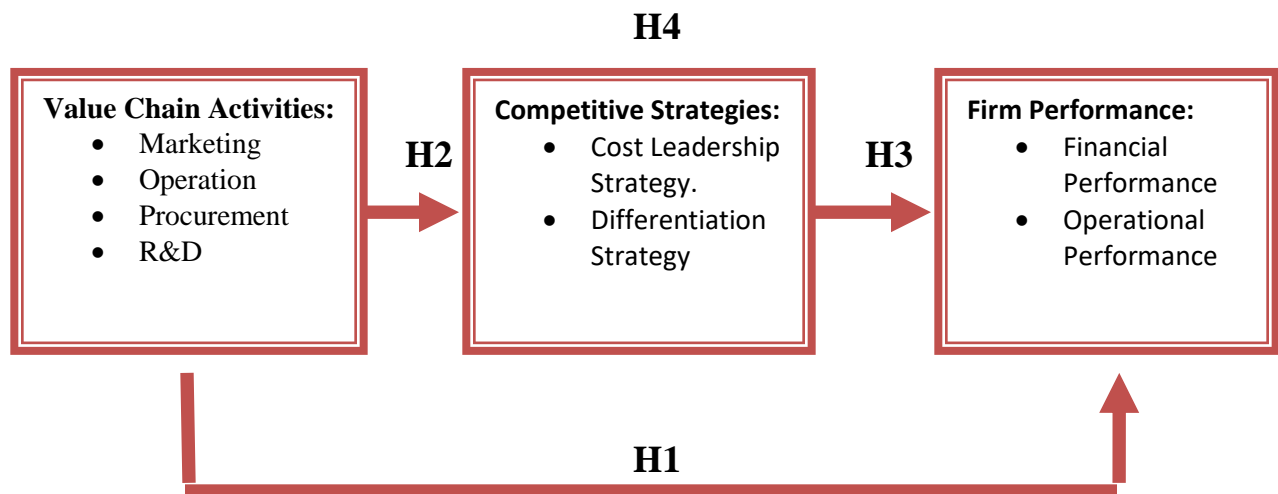 H4
Value Chain Activities:
• Marketing
• Operation
• Procurement
• R&D
H2
Competitive Strategies:
• Cost Leadership
Strategy.
• Differentiation
Strategy
H3
Firm Performance:
• Financial
Performance
• Operational
Performance
H1